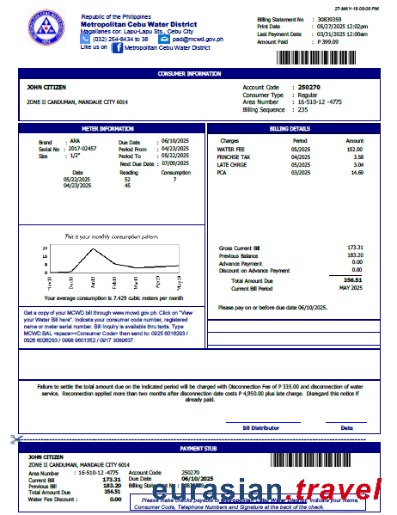 27-MAY-15 05:05 PM
Republic of the Philippines
Metropolitan Cebu Water District
Magallanes cor. Lapu-Lapu Sts., Cebu City
(032) 254-8434 to 39 pad@mcwd.gov.ph
Like us on Metropolitan Cebu Water District
Billing Statement No : 30839359
Print Date : 05/27/2025 12:02pm
Last Payment Date : 03/31/2025 12:00am
Amount Paid : P 399.09
CONSUMER INFORMATION
JOHN CITIZEN
ZONE II CANDUMAN, MANDAUE CITY 6014
Account Code : 250270
Consumer Type : Regular
Area Number : 16-510-12 -4775
Billing Sequence : 235
METER INFORMATION
Brand : ARA
Serial No : 2017-02457
Size : 1/2"
Due Date : 06/10/2025
Period From : 04/23/2025
Period To : 05/22/2025
Next Due Date : 07/09/2025
Date Reading Consumption
05/22/2025 52 7
04/23/2025 45
This is your monthly consumption pattern.
Your average consumption is 7.429 cubic meters per month
Get a copy of your MCWD bill through www.mcwd.gov.ph. Click on "View
your Water Bill here". Indicate your consumer code number, registered
name or meter serial number. Bill Inquiry is available thru texts. Type
MCWD BAL <space><Consumer Code> then send to: 0925 6018293 /
0926 6026293 / 0998 9601352 / 0917 3089637.
BILLING DETAILS
Charges Period Amount
WATER FEE 05/2025 152.00
FRNCHISE TAX 04/2025 3.58
LATE CHRGE 05/2025 3.04
PCA 03/2025 14.69
Gross Current Bill 173.31
Previous Balance 183.20
Advance Payment 0.00
Discount on Advance Payment 0.00
Total Amount Due 356.51
Current Bill Period MAY 2025
Please pay on or before due date 06/10/2025.
Failure to settle the total amount due on the indicated period will be charged with Disconnection Fee of P 335.00 and disconnection of water
service. Reconnection applied more than two months after disconnection date costs P 4,950.00 plus late charge. Disregard this notice if
already paid.
Bill Distributor Date
PAYMENT STUB
JOHN CITIZEN
ZONE II CANDUMAN, MANDAUE CITY 6014
Area Number : 16-510-12 -4775 Account Code 250270
Current Bill 173.31 Due Date 06/10/2025
Previous Bill 183.20 Billing Statement No
Total Amount Due 356.51
Water Fee Discount : 0.00
Consumer Code, Telephone Numbers and Signature at the back of the check.
eurasian.travel